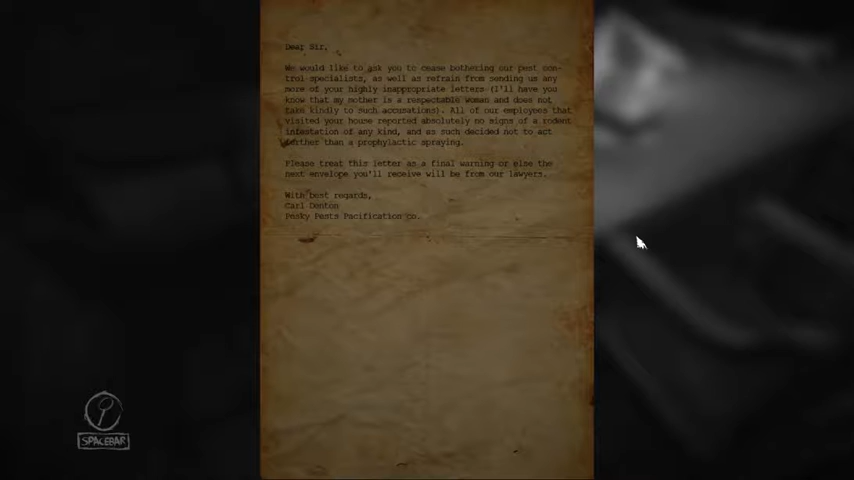 Dear Sir,
We would like to ask you to cease bothering our pest con-
trol specialists, as well as refrain from sending us any
more of your highly inappropriate letters (I'll have you
know that my mother is a respectable woman and does not
take kindly to such accusations). All of our employees that
visited your house reported absolutely no signs of a rodent
infestation of any kind, and as such decided not to act
further than a prophylactic spraying.
Please treat this letter as a final warning or else the
next envelope you'll receive will be from our lawyers.
With best regards,
Carl Denton
Pesky Pests Pacification co.
SPACEBAR